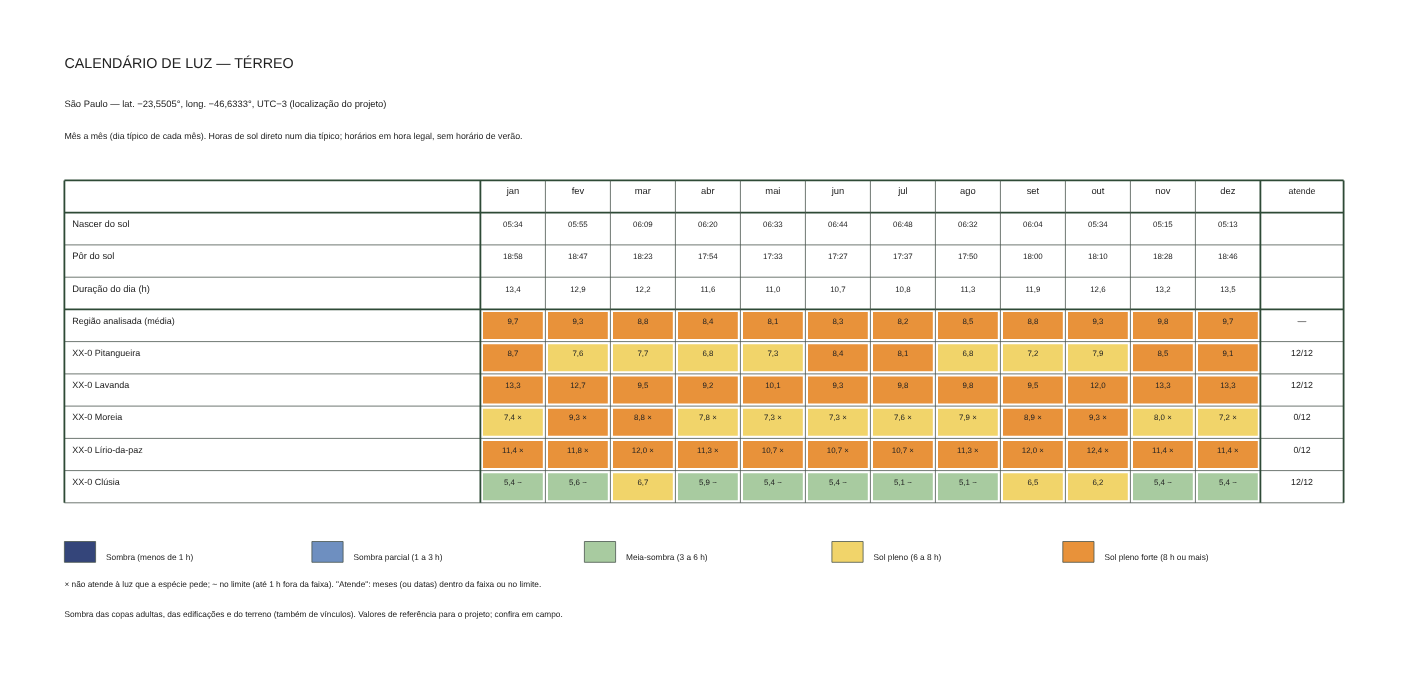 CALENDÁRIO DE LUZ — TÉRREO
São Paulo — lat. −23,5505°, long. −46,6333°, UTC−3 (localização do projeto)
Mês a mês (dia típico de cada mês). Horas de sol direto num dia típico; horários em hora legal, sem horário de verão.
jan fev mar abr mai jun jul ago set out nov dez atende
Nascer do sol 05:34 05:55 06:09 06:20 06:33 06:44 06:48 06:32 06:04 05:34 05:15 05:13
Pôr do sol 18:58 18:47 18:23 17:54 17:33 17:27 17:37 17:50 18:00 18:10 18:28 18:46
Duração do dia (h) 13,4 12,9 12,2 11,6 11,0 10,7 10,8 11,3 11,9 12,6 13,2 13,5
Região analisada (média) 9,7 9,3 8,8 8,4 8,1 8,3 8,2 8,5 8,8 9,3 9,8 9,7 —
XX-0 Pitangueira 8,7 7,6 7,7 6,8 7,3 8,4 8,1 6,8 7,2 7,9 8,5 9,1 12/12
XX-0 Lavanda 13,3 12,7 9,5 9,2 10,1 9,3 9,8 9,8 9,5 12,0 13,3 13,3 12/12
XX-0 Moreia 7,4 × 9,3 × 8,8 × 7,8 × 7,3 × 7,3 × 7,6 × 7,9 × 8,9 × 9,3 × 8,0 × 7,2 × 0/12
XX-0 Lírio-da-paz 11,4 × 11,8 × 12,0 × 11,3 × 10,7 × 10,7 × 10,7 × 11,3 × 12,0 × 12,4 × 11,4 × 11,4 × 0/12
XX-0 Clúsia 5,4 ~ 5,6 ~ 6,7 5,9 ~ 5,4 ~ 5,4 ~ 5,1 ~ 5,1 ~ 6,5 6,2 5,4 ~ 5,4 ~ 12/12
Sombra (menos de 1 h) Sombra parcial (1 a 3 h) Meia-sombra (3 a 6 h) Sol pleno (6 a 8 h) Sol pleno forte (8 h ou mais)
× não atende à luz que a espécie pede; ~ no limite (até 1 h fora da faixa). "Atende": meses (ou datas) dentro da faixa ou no limite.
Sombra das copas adultas, das edificações e do terreno (também de vínculos). Valores de referência para o projeto; confira em campo.